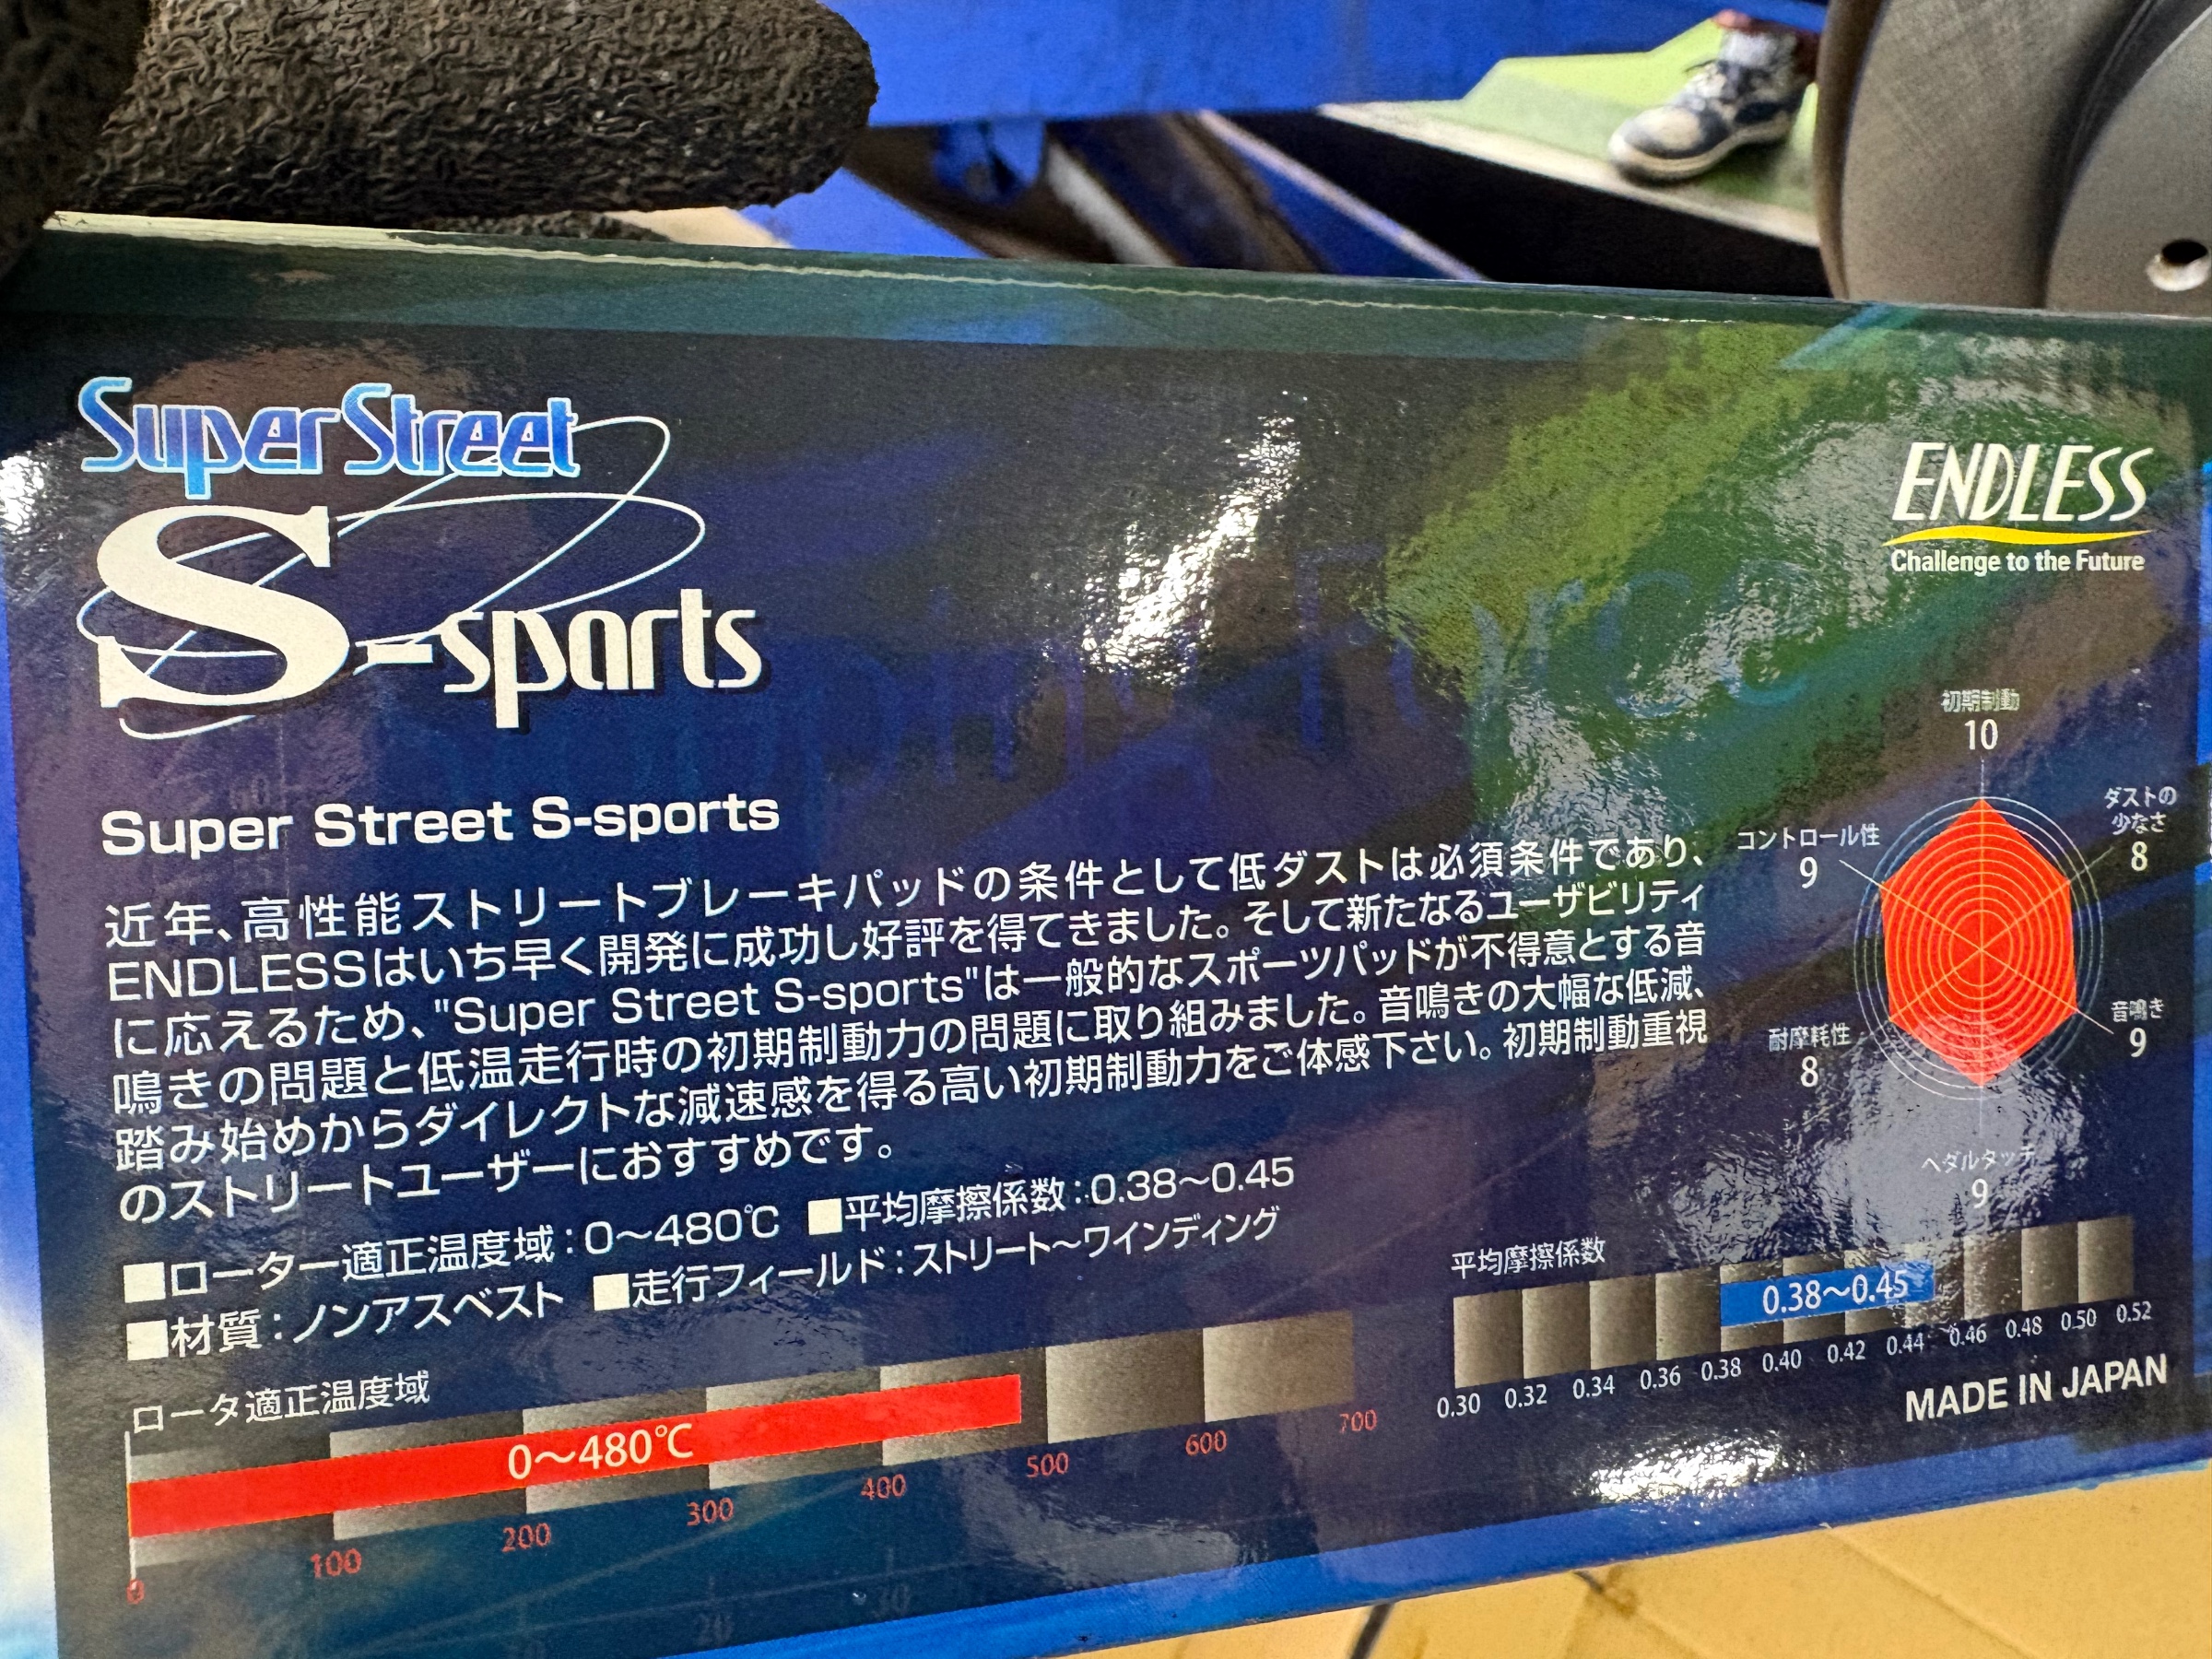 Super Street
S-sports
ENDLESS
Challenge to the Future
Super Street S-sports
近年、高性能ストリートブレーキパッドの条件として低ダストは必須条件であり、
ENDLESSはいち早く開発に成功し好評を得てきました。そして新たなるユーザビリティ
に応えるため、"Super Street S-sports"は一般的なスポーツパッドが不得意とする音
鳴きの問題と低温走行時の初期制動力の問題に取り組みました。音鳴きの大幅な低減、
踏み始めからダイレクトな減速感を得る高い初期制動力をご体感下さい。初期制動重視
のストリートユーザーにおすすめです。
■ローター適正温度域：0～480℃ ■平均摩擦係数：0.38～0.45
■材質：ノンアスベスト ■走行フィールド：ストリート～ワインディング
初期制動
10
ダストの
少なさ
8
コントロール性
9
音鳴き
9
耐摩耗性
8
ペダルタッチ
9
ロータ適正温度域
0～480℃
0 100 200 300 400 500 600 700
平均摩擦係数
0.38～0.45
0.30 0.32 0.34 0.36 0.38 0.40 0.42 0.44 0.46 0.48 0.50 0.52
MADE IN JAPAN